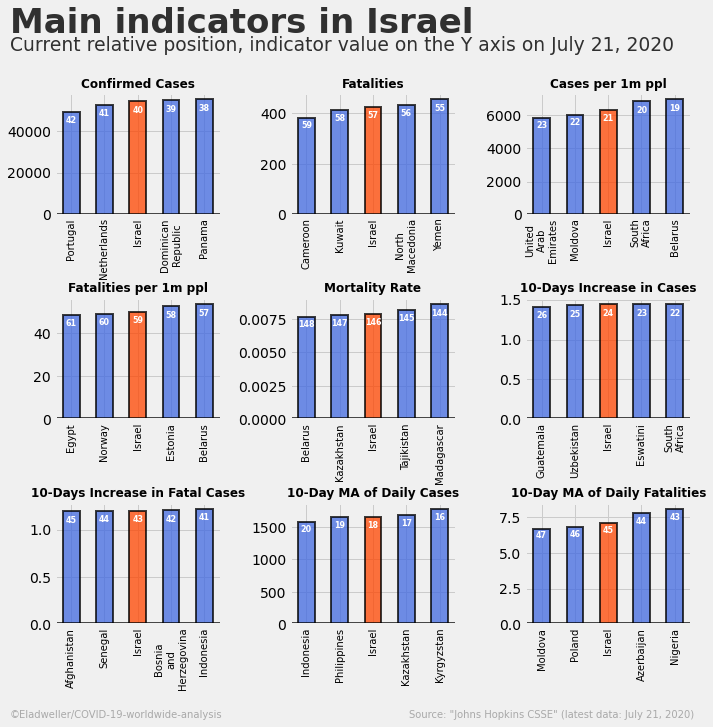 Main indicators in Israel
Current relative position, indicator value on the Y axis on July 21, 2020
Confirmed Cases
40000
20000
0
42
41
40
39
38
Portugal
Netherlands
Israel
Dominican
Republic
Panama
Fatalities
400
200
0
59
58
57
56
55
Cameroon
Kuwait
Israel
North
Macedonia
Yemen
Cases per 1m ppl
6000
4000
2000
0
23
22
21
20
19
United
Arab
Emirates
Moldova
Israel
South
Africa
Belarus
Fatalities per 1m ppl
40
20
0
61
60
59
58
57
Egypt
Norway
Israel
Estonia
Belarus
Mortality Rate
0.0075
0.0050
0.0025
0.0000
148
147
146
145
144
Belarus
Kazakhstan
Israel
Tajikistan
Madagascar
10-Days Increase in Cases
1.5
1.0
0.5
0.0
26
25
24
23
22
Guatemala
Uzbekistan
Israel
Eswatini
South
Africa
10-Days Increase in Fatal Cases
1.0
0.5
0.0
45
44
43
42
41
Afghanistan
Senegal
Israel
Bosnia
and
Herzegovina
Indonesia
10-Day MA of Daily Cases
1500
1000
500
0
20
19
18
17
16
Indonesia
Philippines
Israel
Kazakhstan
Kyrgyzstan
10-Day MA of Daily Fatalities
7.5
5.0
2.5
0.0
47
46
45
44
43
Moldova
Poland
Israel
Azerbaijan
Nigeria
©Eladweller/COVID-19-worldwide-analysis
Source: "Johns Hopkins CSSE" (latest data: July 21, 2020)